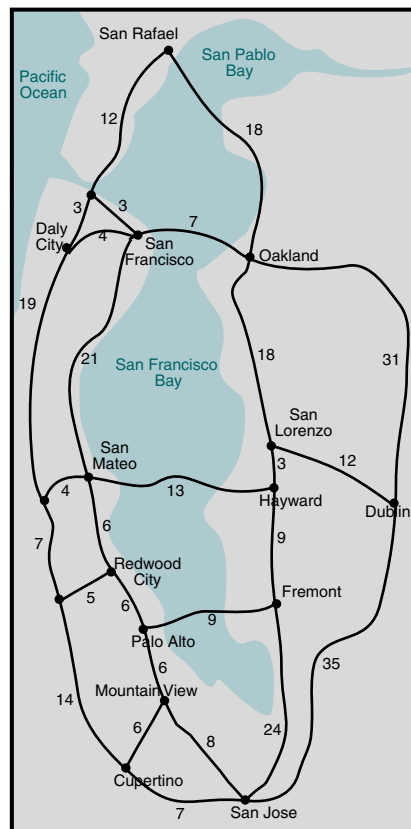 San Rafael
San Pablo
Bay
Pacific
Ocean
12
18
3
3
7
Daly
City
4
San
Francisco
Oakland
19
21
18
31
San Francisco
Bay
San
Lorenzo
San
Mateo
3
12
4
13
Hayward
Dublin
7
6
9
Redwood
City
5
6
9
Fremont
Palo Alto
6
35
Mountain View
14
6
8
24
Cupertino
7
San Jose